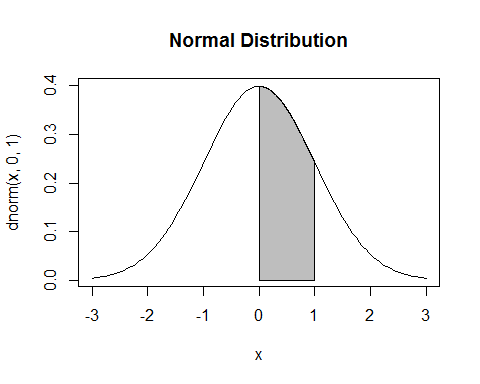 Normal Distribution
dnorm(x, 0, 1)
0.4
0.3
0.2
0.1
0.0
-3 -2 -1 0 1 2 3
x